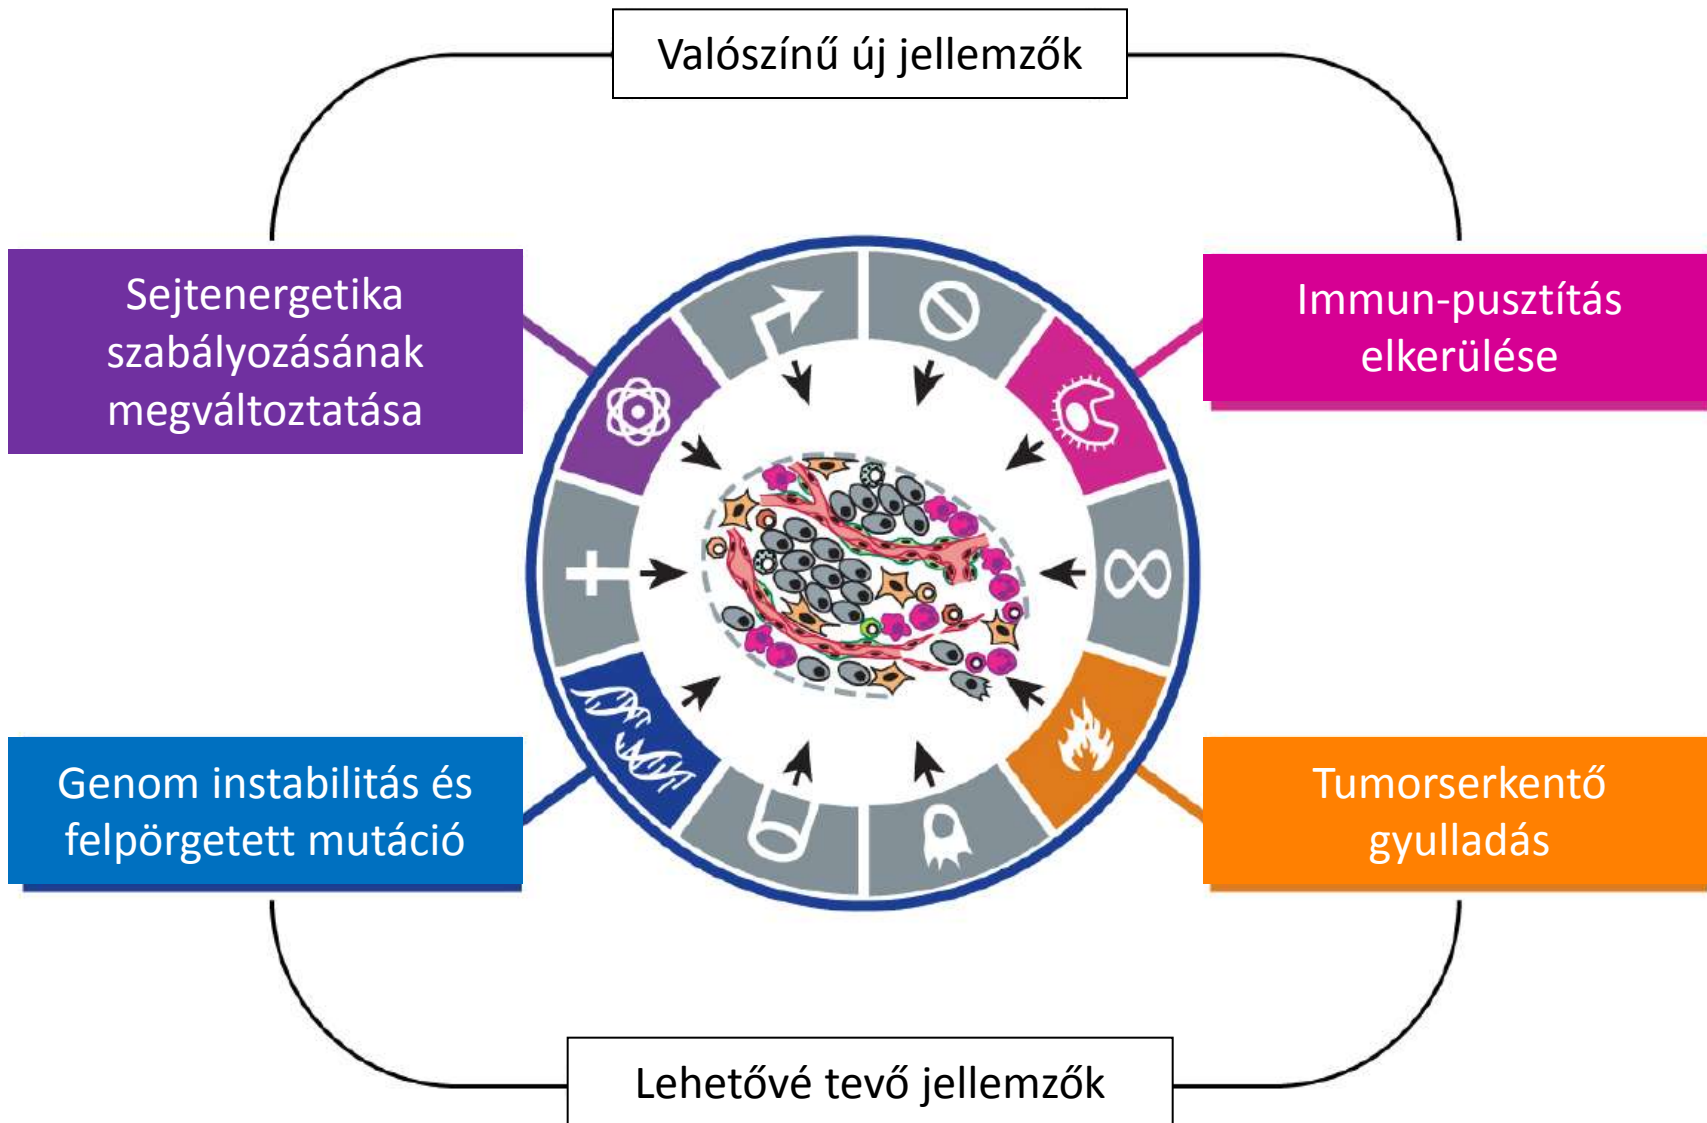 Valószínű új jellemzők
Sejtenergetika
szabályozásának
megváltoztatása
Immun-pusztítás
elkerülése
Genom instabilitás és
felpörgetett mutáció
Tumorserkentő
gyulladás
Lehetővé tevő jellemzők